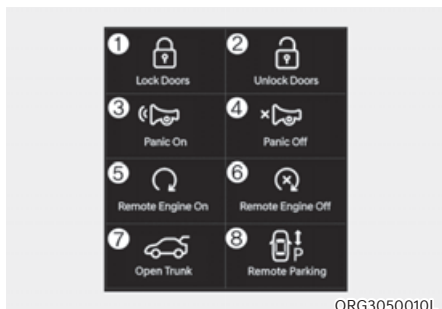 ① Lock Doors
② Unlock Doors
③ Panic On
④ Panic Off
⑤ Remote Engine On
⑥ Remote Engine Off
⑦ Open Trunk
⑧ P Remote Parking
ORG3050010L